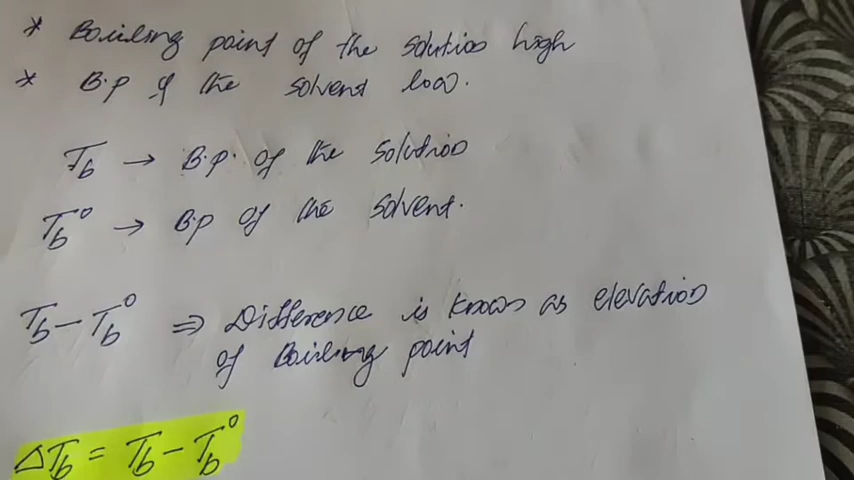 * Boiling point of the solution high
* B.P of the solvent low.
Tb → B.P. of the Solution
Tb° → B.P of the Solvent.
Tb – Tb° ⇒ Difference is known as elevation
of Boiling point
ΔTb = Tb – Tb°